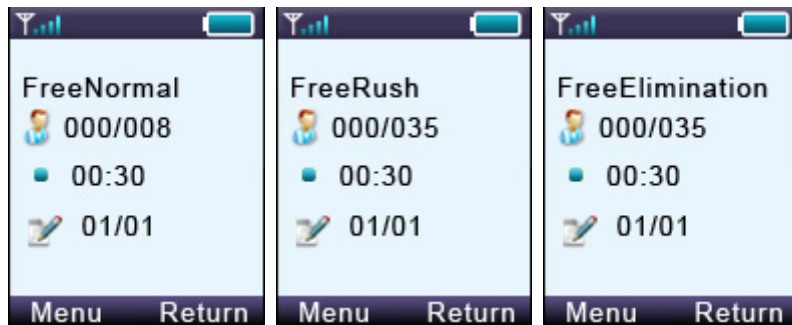 FreeNormal
000/008
00:30
01/01
Menu Return
FreeRush
000/035
00:30
01/01
Menu Return
FreeElimination
000/035
00:30
01/01
Menu Return